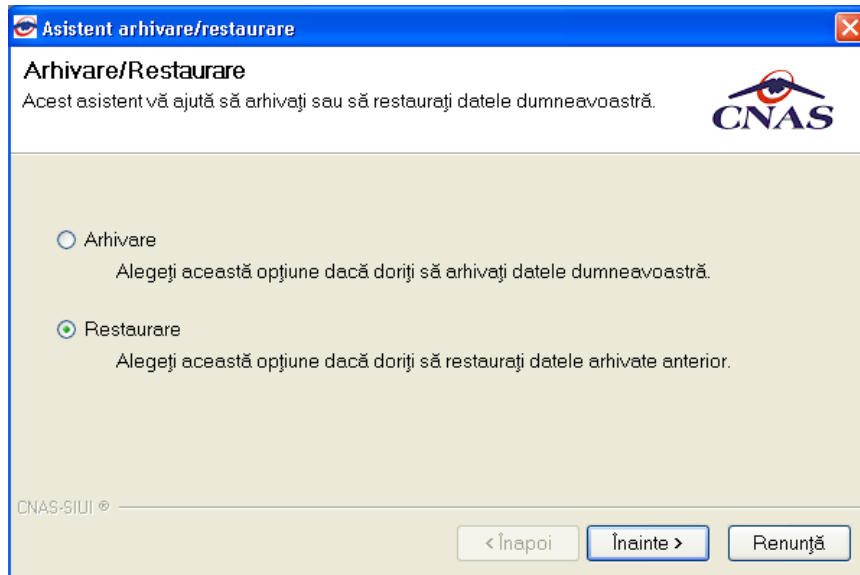 Asistent arhivare/restaurare
Arhivare/Restaurare
Acest asistent vă ajută să arhivaţi sau să restauraţi datele dumneavoastră.
CNAS
Arhivare
Alegeţi această opţiune dacă doriţi să arhivaţi datele dumneavoastră.
Restaurare
Alegeţi această opţiune dacă doriţi să restauraţi datele arhivate anterior.
CNAS-SIUI ®
< Înapoi Înainte > Renunţă